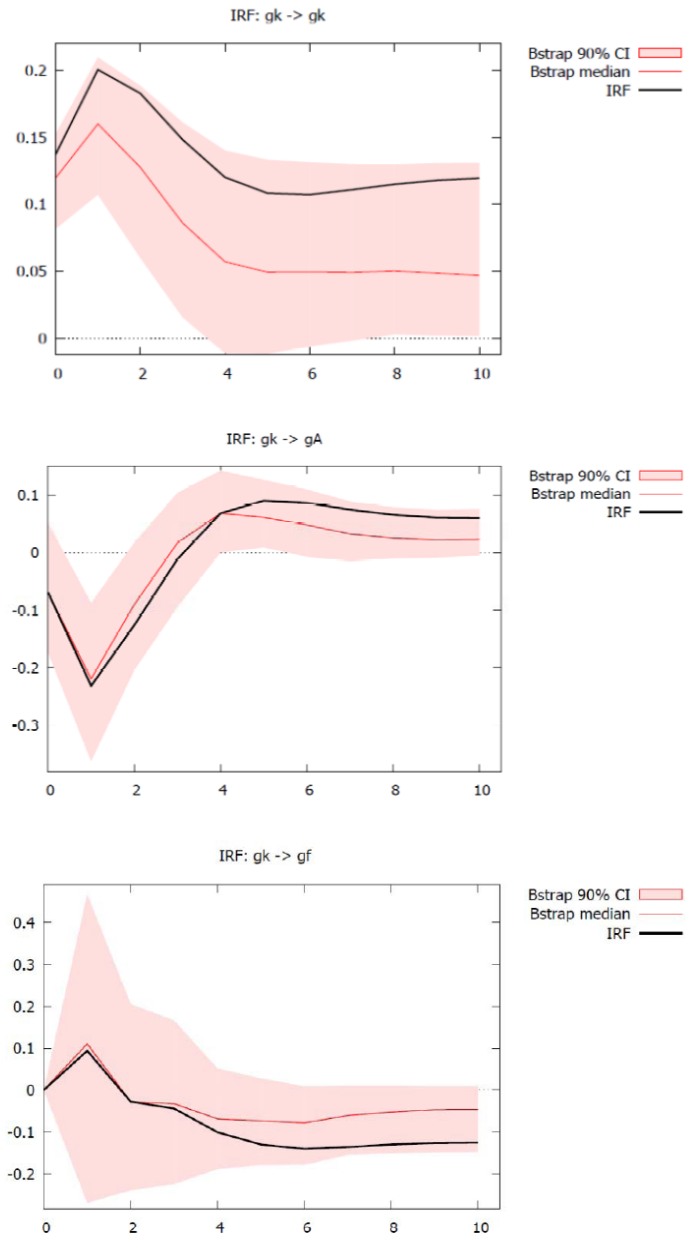 IRF: gk -> gk
Bstrap 90% CI
Bstrap median
IRF
0.2
0.15
0.1
0.05
0
0 2 4 6 8 10
IRF: gk -> gA
Bstrap 90% CI
Bstrap median
IRF
0.1
0
-0.1
-0.2
-0.3
0 2 4 6 8 10
IRF: gk -> gf
Bstrap 90% CI
Bstrap median
IRF
0.4
0.3
0.2
0.1
0
-0.1
-0.2
0 2 4 6 8 10